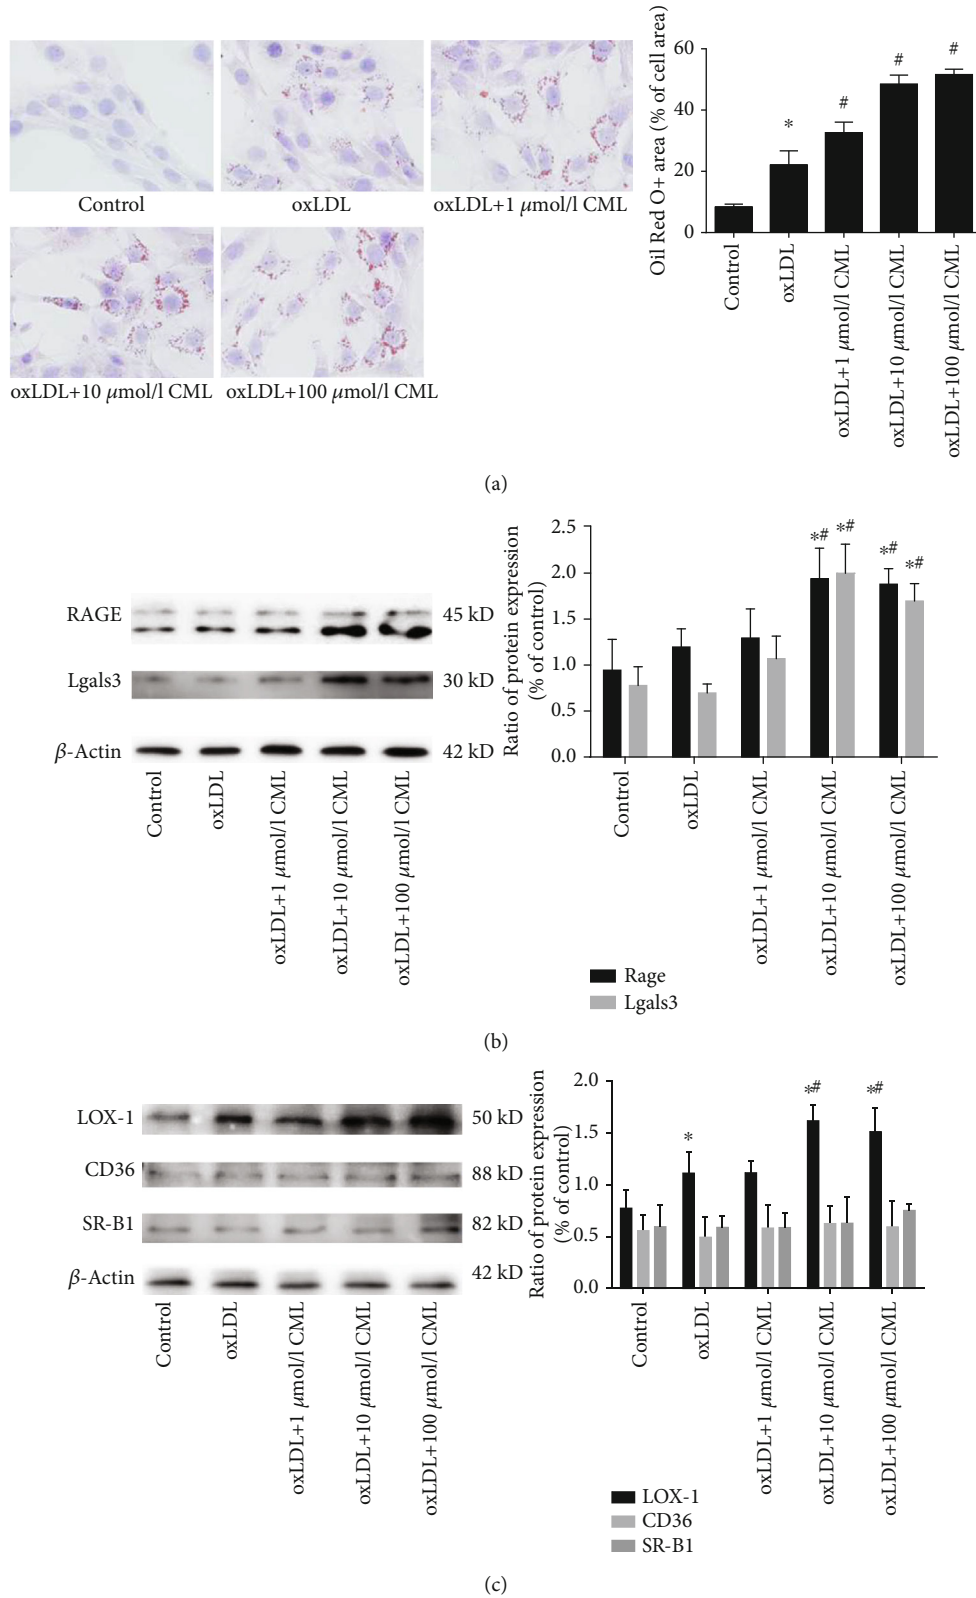 Control
oxLDL
oxLDL+1 μmol/l CML
oxLDL+10 μmol/l CML
oxLDL+100 μmol/l CML
Oil Red O+ area (% of cell area)
60
40
20
0
*
#
#
#
Control
oxLDL
oxLDL+1 μmol/l CML
oxLDL+10 μmol/l CML
oxLDL+100 μmol/l CML
(a)
RAGE
45 kD
Lgals3
30 kD
β-Actin
42 kD
Control
oxLDL
oxLDL+1 μmol/l CML
oxLDL+10 μmol/l CML
oxLDL+100 μmol/l CML
Ratio of protein expression
(% of control)
2.5
2.0
1.5
1.0
0.5
0.0
*#
*#
*#
*#
Control
oxLDL
oxLDL+1 μmol/l CML
oxLDL+10 μmol/l CML
oxLDL+100 μmol/l CML
Rage
Lgals3
(b)
LOX-1
50 kD
CD36
88 kD
SR-B1
82 kD
β-Actin
42 kD
Control
oxLDL
oxLDL+1 μmol/l CML
oxLDL+10 μmol/l CML
oxLDL+100 μmol/l CML
Ratio of protein expression
(% of control)
2.0
1.5
1.0
0.5
0.0
*
*#
*#
Control
oxLDL
oxLDL+1 μmol/l CML
oxLDL+10 μmol/l CML
oxLDL+100 μmol/l CML
LOX-1
CD36
SR-B1
(c)